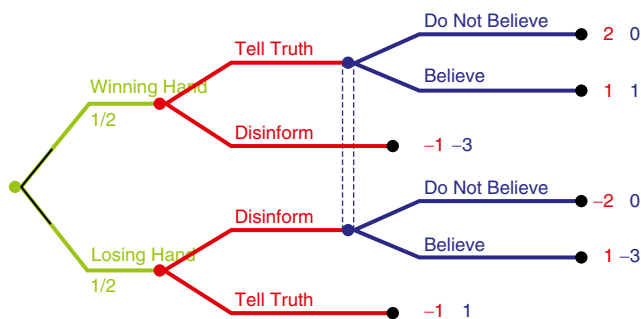 Do Not Believe
2 0
Tell Truth
Believe
1 1
Winning Hand
1/2
Disinform
−1 −3
Do Not Believe
−2 0
Disinform
Believe
1 −3
Losing Hand
1/2
Tell Truth
−1 1